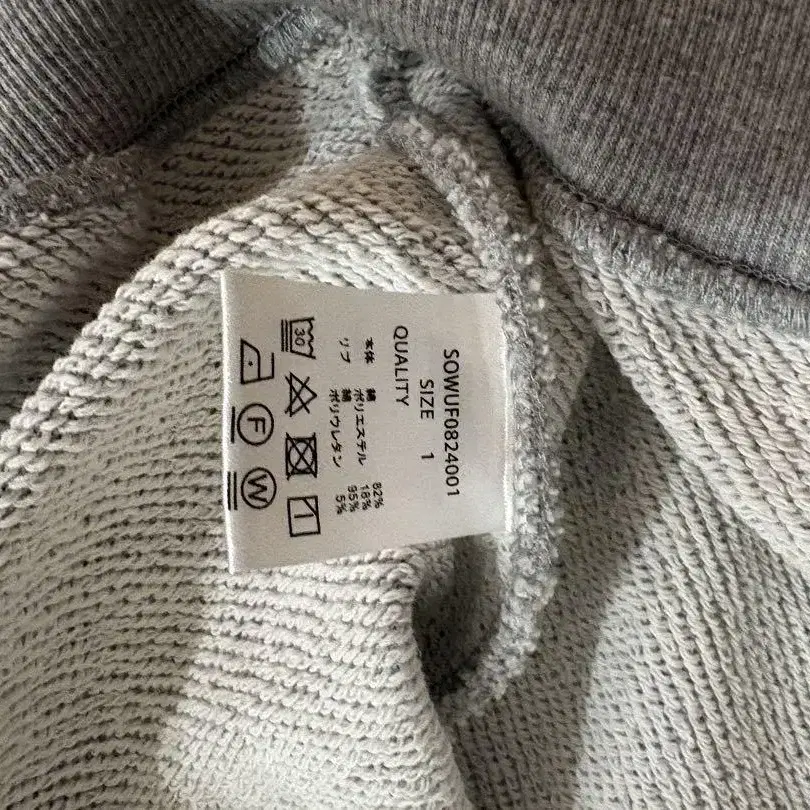 SOWUF0824001
SIZE 1
QUALITY
本体 綿 82%
ポリエステル 18%
リブ 綿 95%
ポリウレタン 5%
30
F W